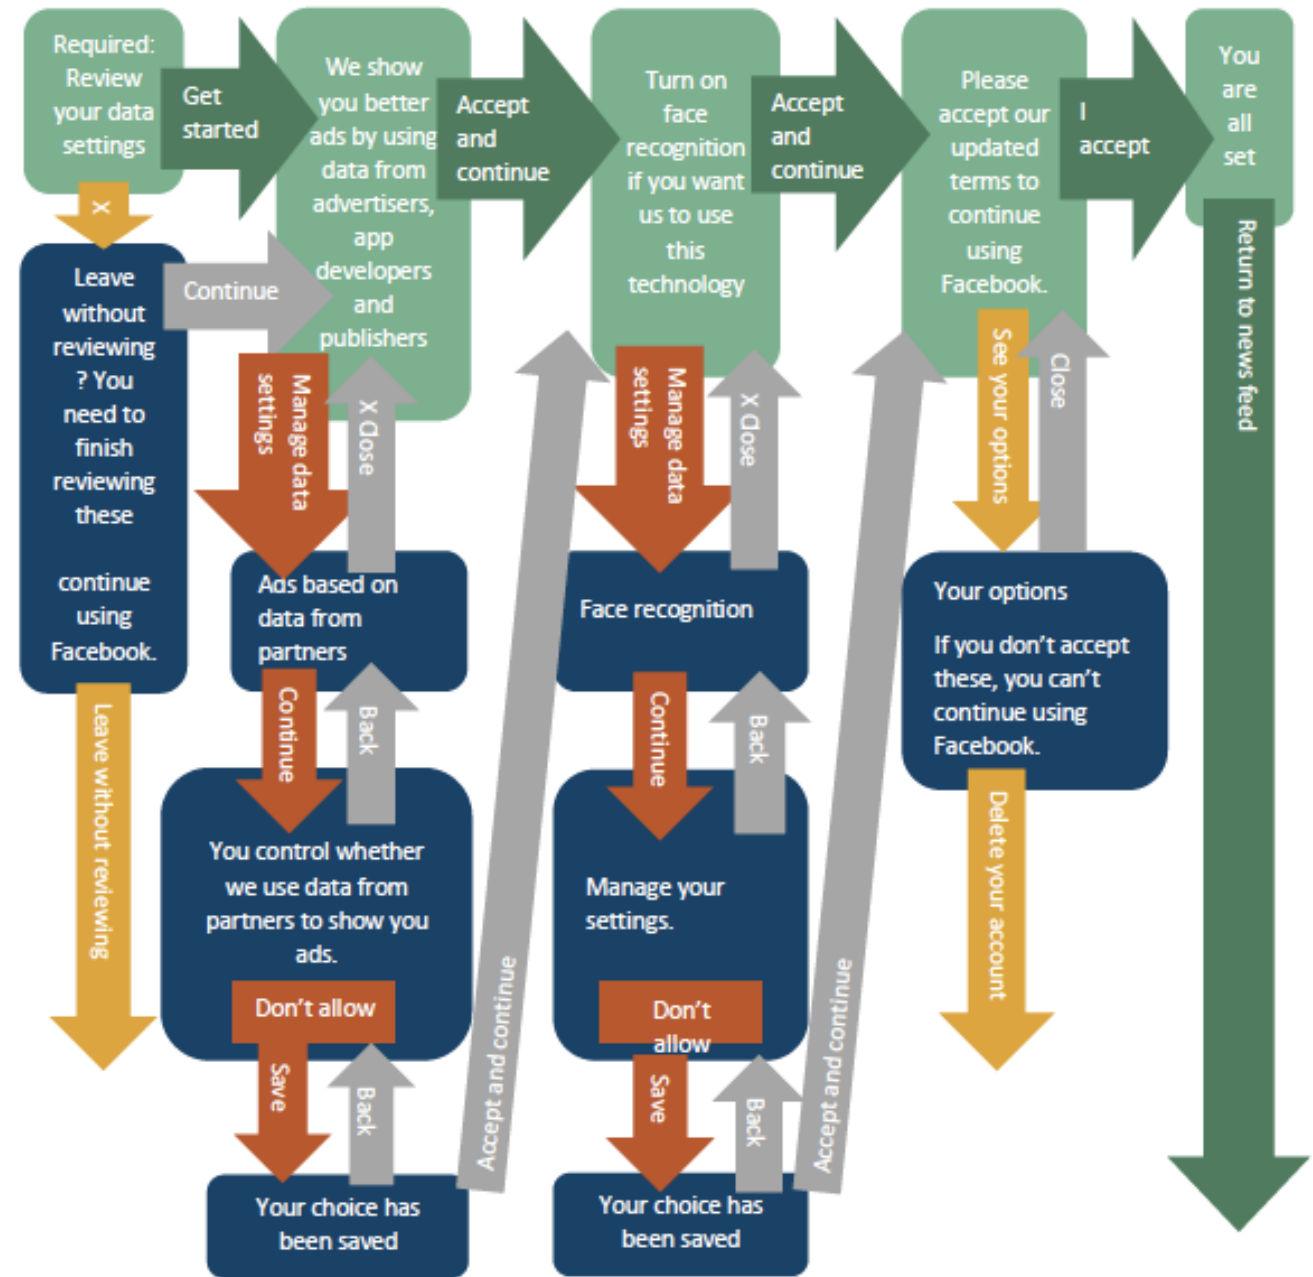 Required:
Review
your data
settings
Get
started
We show
you better
ads by using
data from
advertisers,
app
developers
and
publishers
Accept
and
continue
Turn on
face
recognition
if you want
us to use
this
technology
Accept
and
continue
Please
accept our
updated
terms to
continue
using
Facebook.
I
accept
You
are
all
set
X
Leave
without
reviewing
? You
need to
finish
reviewing
these
continue
using
Facebook.
Continue
Manage data
settings
X Close
Manage data
settings
X Close
See your options
Close
Return to news feed
Ads based on
data from
partners
Face recognition
Your options
If you don't accept
these, you can't
continue using
Facebook.
Leave without reviewing
Continue
Back
Continue
Back
Delete your account
You control whether
we use data from
partners to show you
ads.
Don't allow
Manage your
settings.
Don't
allow
Save
Back
Accept and continue
Save
Back
Accept and continue
Your choice has
been saved
Your choice has
been saved